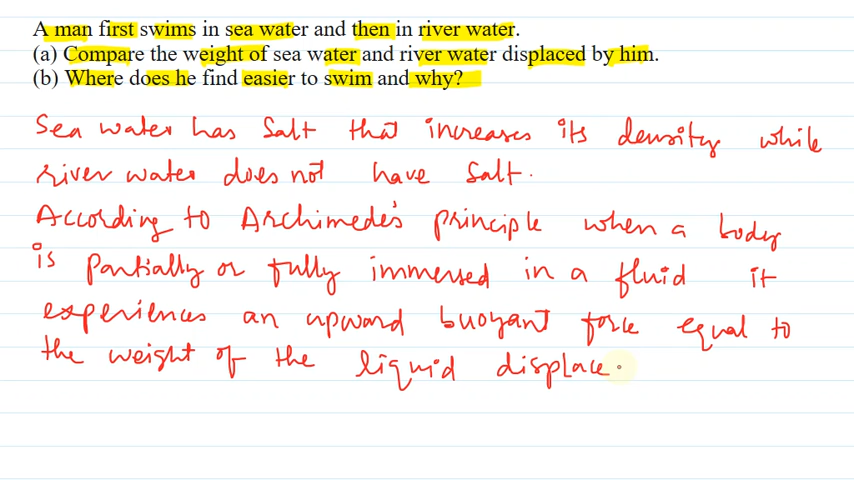 A man first swims in sea water and then in river water.
(a) Compare the weight of sea water and river water displaced by him.
(b) Where does he find easier to swim and why?
Sea water has Salt that increases its density while
river water does not have Salt.
According to Archimede's principle when a body
is partially or fully immersed in a fluid it
experiences an upward buoyant force equal to
the weight of the liquid displace.